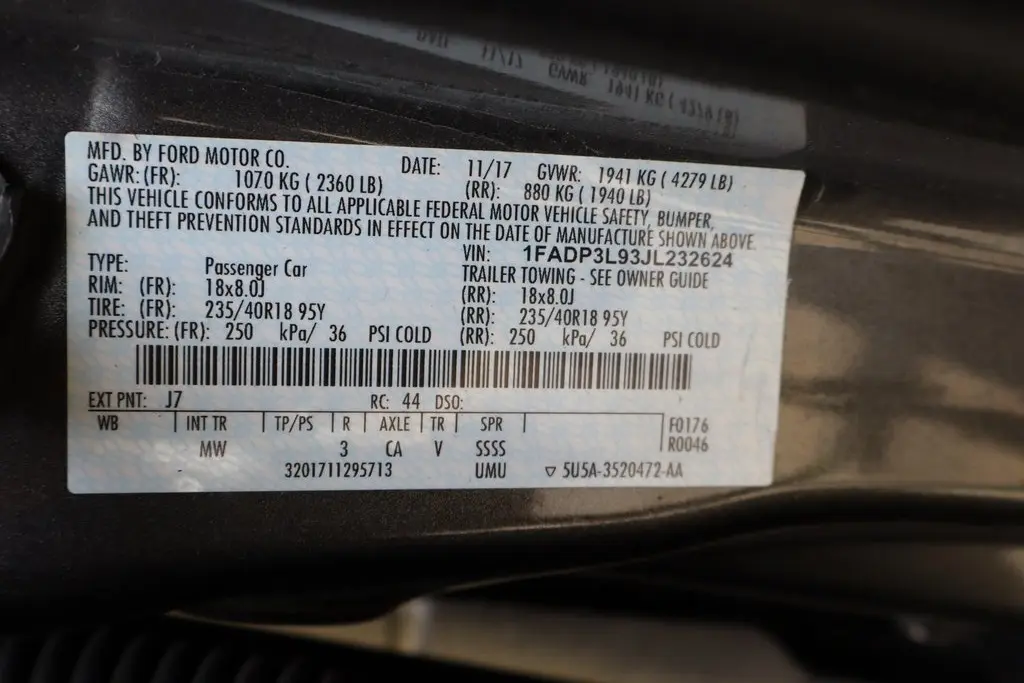 MFD. BY FORD MOTOR CO. DATE: 11/17 GVWR: 1941 KG ( 4279 LB)
GAWR: (FR): 1070 KG ( 2360 LB) (RR): 880 KG ( 1940 LB)
THIS VEHICLE CONFORMS TO ALL APPLICABLE FEDERAL MOTOR VEHICLE SAFETY, BUMPER,
AND THEFT PREVENTION STANDARDS IN EFFECT ON THE DATE OF MANUFACTURE SHOWN ABOVE.
VIN: 1FADP3L93JL232624
TYPE: Passenger Car TRAILER TOWING - SEE OWNER GUIDE
RIM: (FR): 18x8.0J (RR): 18x8.0J
TIRE: (FR): 235/40R18 95Y (RR): 235/40R18 95Y
PRESSURE: (FR): 250 kPa/ 36 PSI COLD (RR): 250 kPa/ 36 PSI COLD
EXT PNT: J7 RC: 44 DSO:
WB | INT TR | TP/PS | R | AXLE | TR | SPR F0176
MW 3 CA V SSSS R0046
3201711295713 UMU ▽ 5U5A-3520472-AA